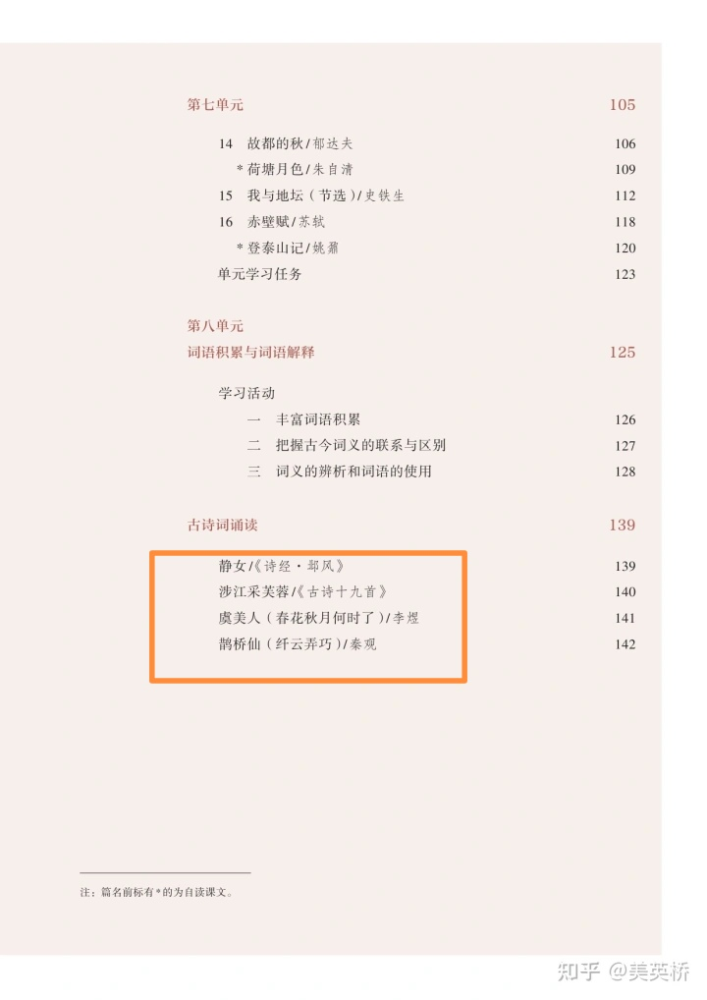 第七单元 105
14 故都的秋/郁达夫 106
*荷塘月色/朱自清 109
15 我与地坛（节选）/史铁生 112
16 赤壁赋/苏轼 118
*登泰山记/姚鼐 120
单元学习任务 123
第八单元
词语积累与词语解释 125
学习活动
一 丰富词语积累 126
二 把握古今词义的联系与区别 127
三 词义的辨析和词语的使用 128
古诗词诵读 139
静女/《诗经·邶风》 139
涉江采芙蓉/《古诗十九首》 140
虞美人（春花秋月何时了）/李煜 141
鹊桥仙（纤云弄巧）/秦观 142
注：篇名前标有*的为自读课文。
知乎 @美英桥